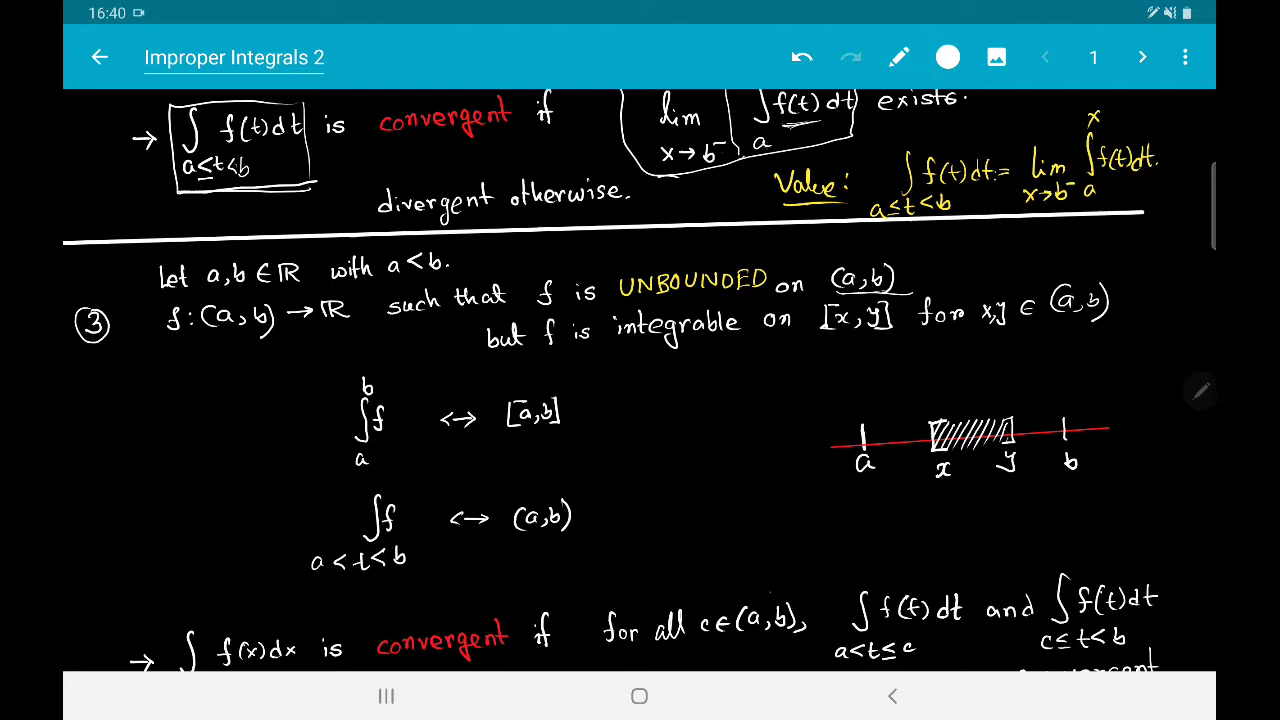 16:40
Improper Integrals 2
1
→ ∫ f(t)dt is convergent if lim ∫ f(t) dt exists.
a≤t<b
x→b⁻ a
divergent otherwise.
Value: ∫ f(t)dt = lim ∫ f(t)dt.
a≤t<b x→b⁻ a
x
Let a,b ∈ ℝ with a<b.
③ f:(a,b)→ℝ such that f is UNBOUNDED on (a,b)
but f is integrable on [x,y] for x,y ∈ (a,b)
b
∫f ↔ [a,b]
a
∫f ↔ (a,b)
a<t<b
a x y b
→ ∫ f(x)dx is convergent if for all c∈(a,b), ∫ f(t)dt and ∫ f(t)dt
a<t≤c c≤t<b
convergent